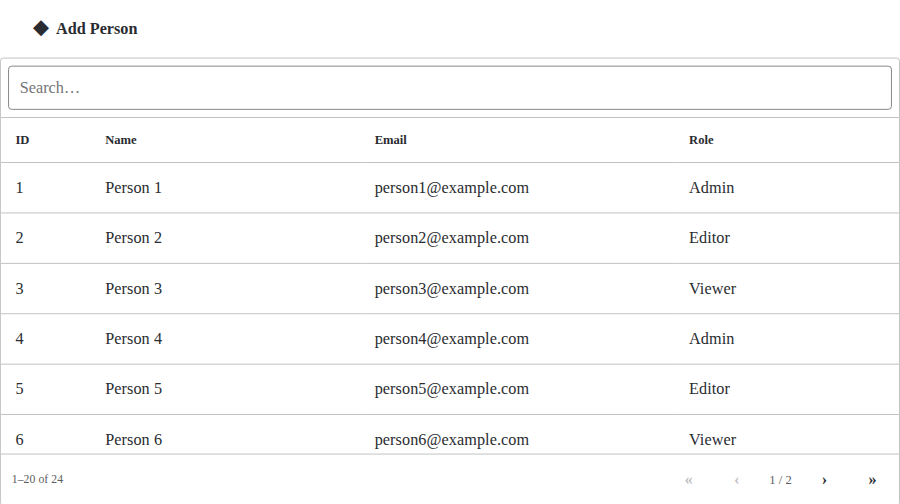 ◆ Add Person
Search…
ID Name Email Role
1 Person 1 person1@example.com Admin
2 Person 2 person2@example.com Editor
3 Person 3 person3@example.com Viewer
4 Person 4 person4@example.com Admin
5 Person 5 person5@example.com Editor
6 Person 6 person6@example.com Viewer
1–20 of 24 « ‹ 1 / 2 › »